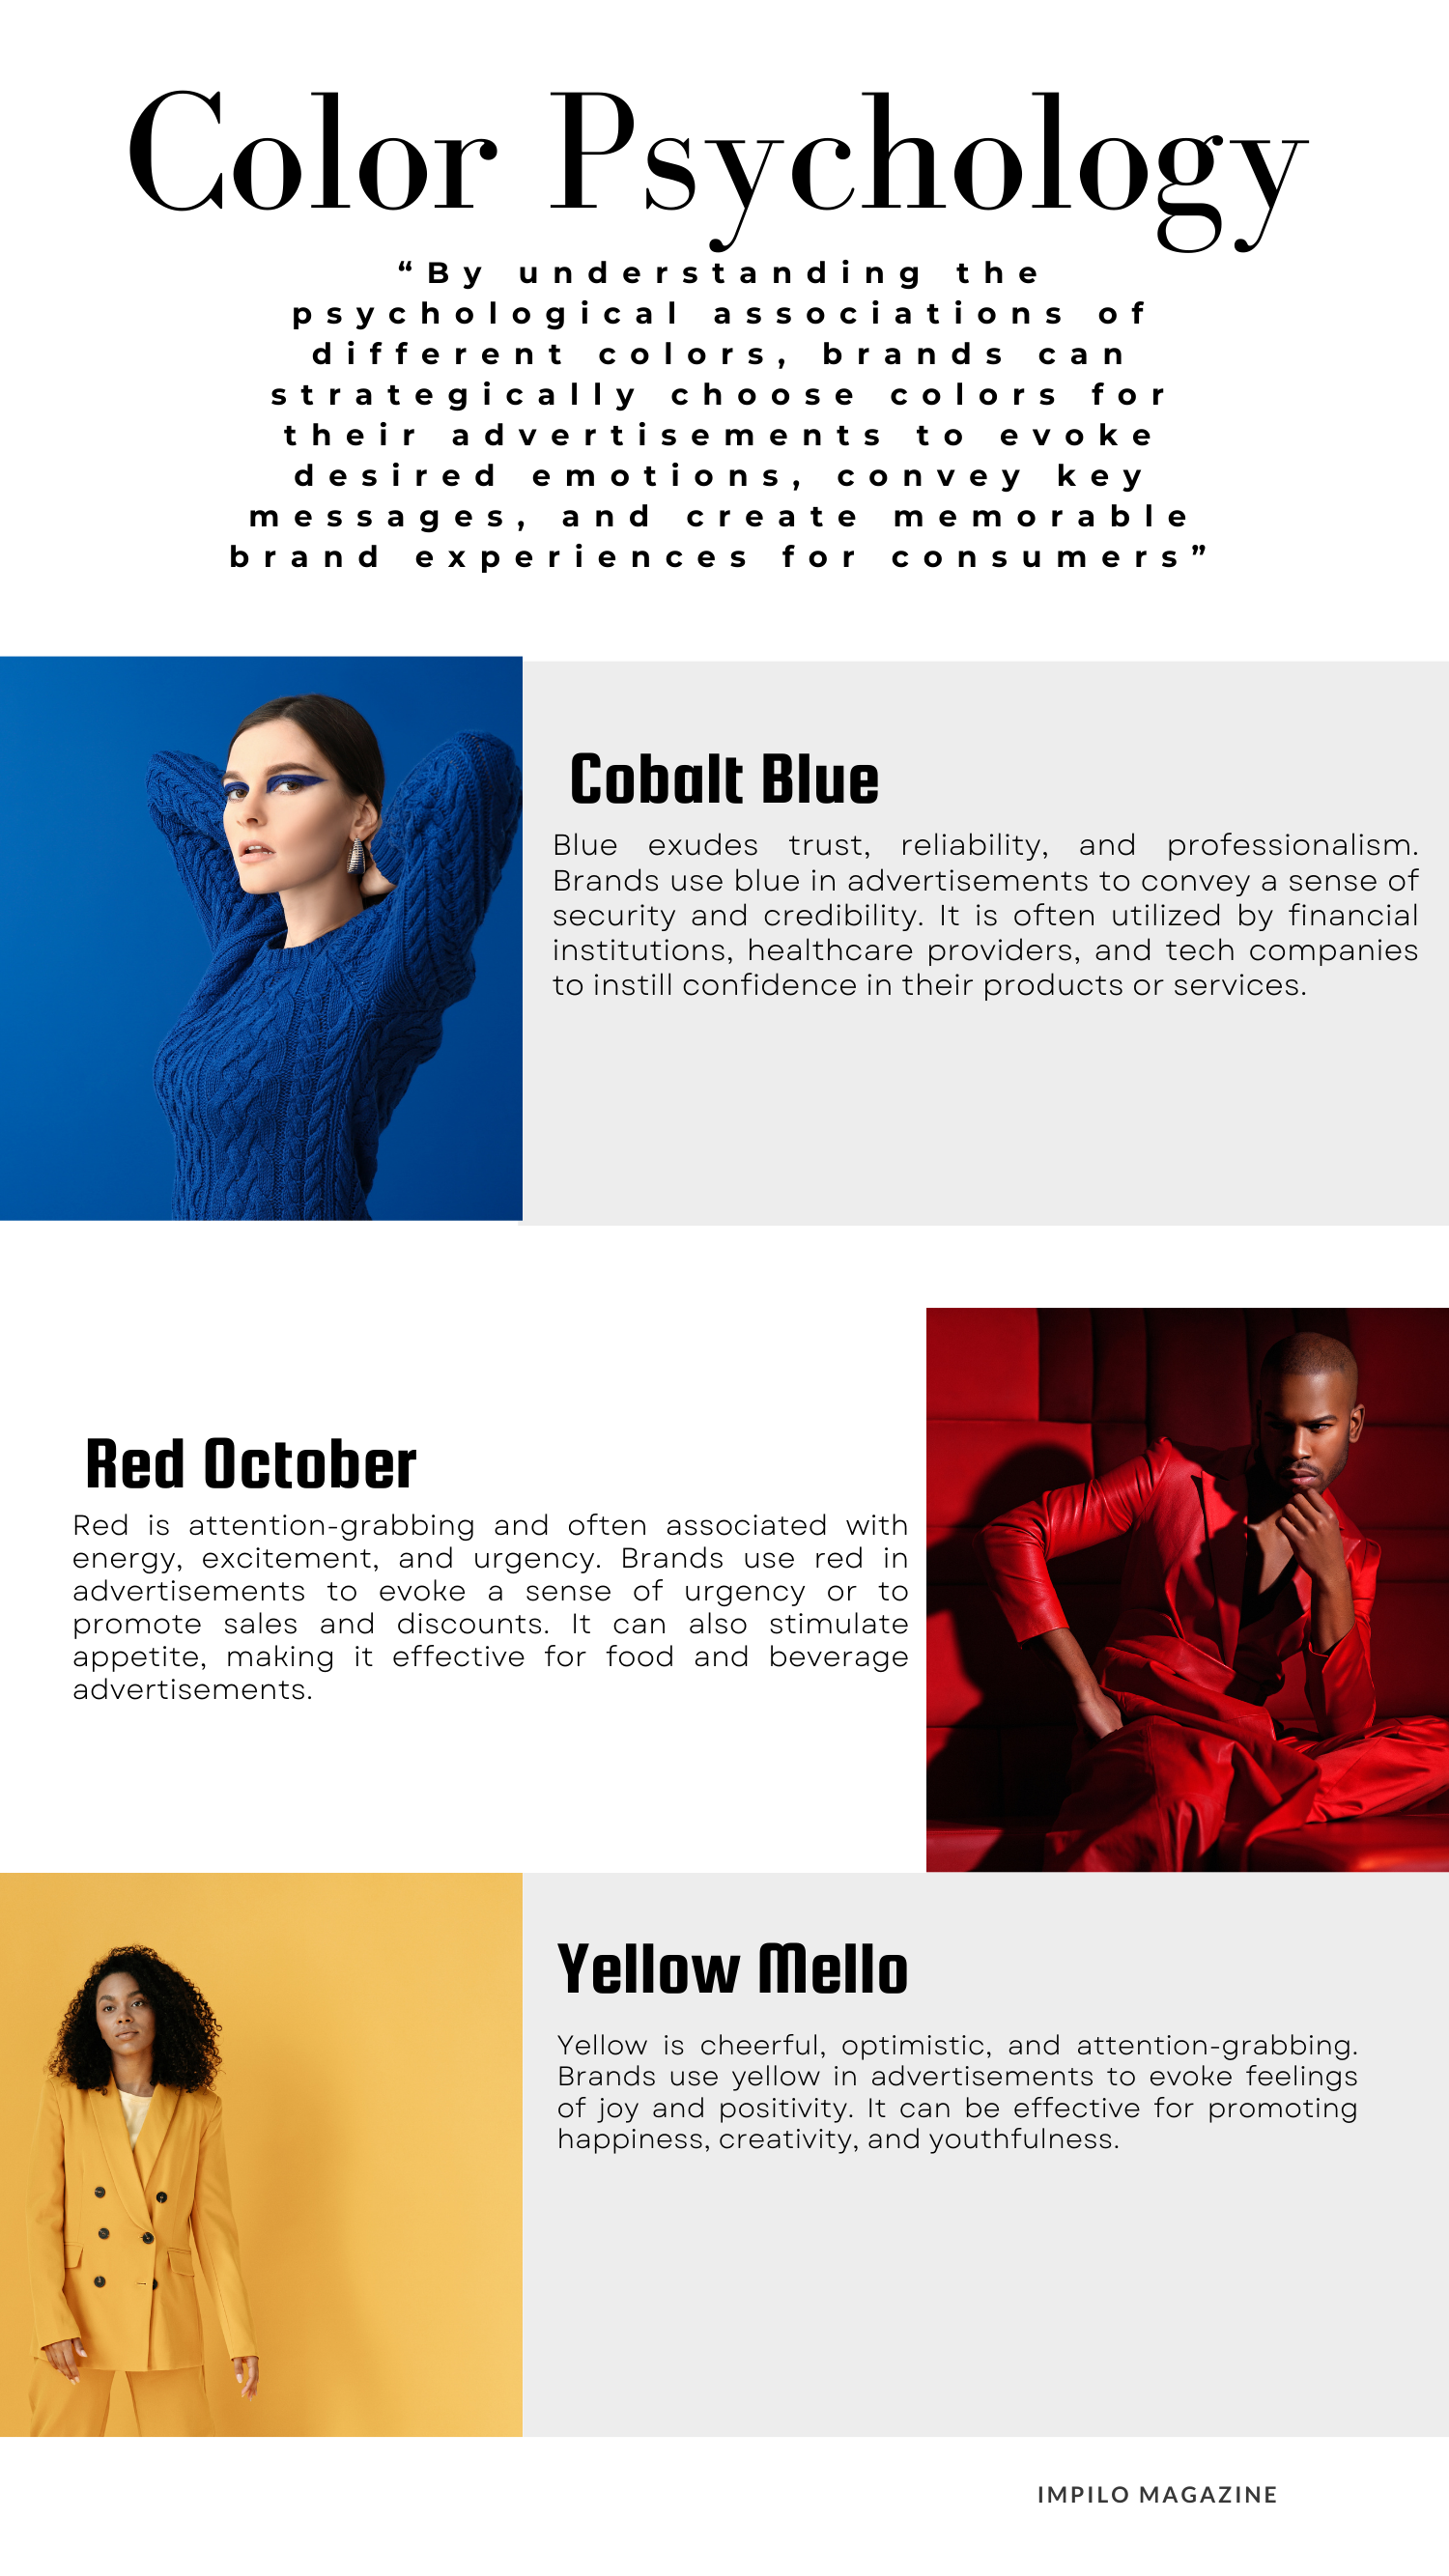 Color Psychology
“By understanding the
psychological associations of
different colors, brands can
strategically choose colors for
their advertisements to evoke
desired emotions, convey key
messages, and create memorable
brand experiences for consumers”
Cobalt Blue
Blue exudes trust, reliability, and professionalism.
Brands use blue in advertisements to convey a sense of
security and credibility. It is often utilized by financial
institutions, healthcare providers, and tech companies
to instill confidence in their products or services.
Red October
Red is attention-grabbing and often associated with
energy, excitement, and urgency. Brands use red in
advertisements to evoke a sense of urgency or to
promote sales and discounts. It can also stimulate
appetite, making it effective for food and beverage
advertisements.
Yellow Mello
Yellow is cheerful, optimistic, and attention-grabbing.
Brands use yellow in advertisements to evoke feelings
of joy and positivity. It can be effective for promoting
happiness, creativity, and youthfulness.
IMPILO MAGAZINE